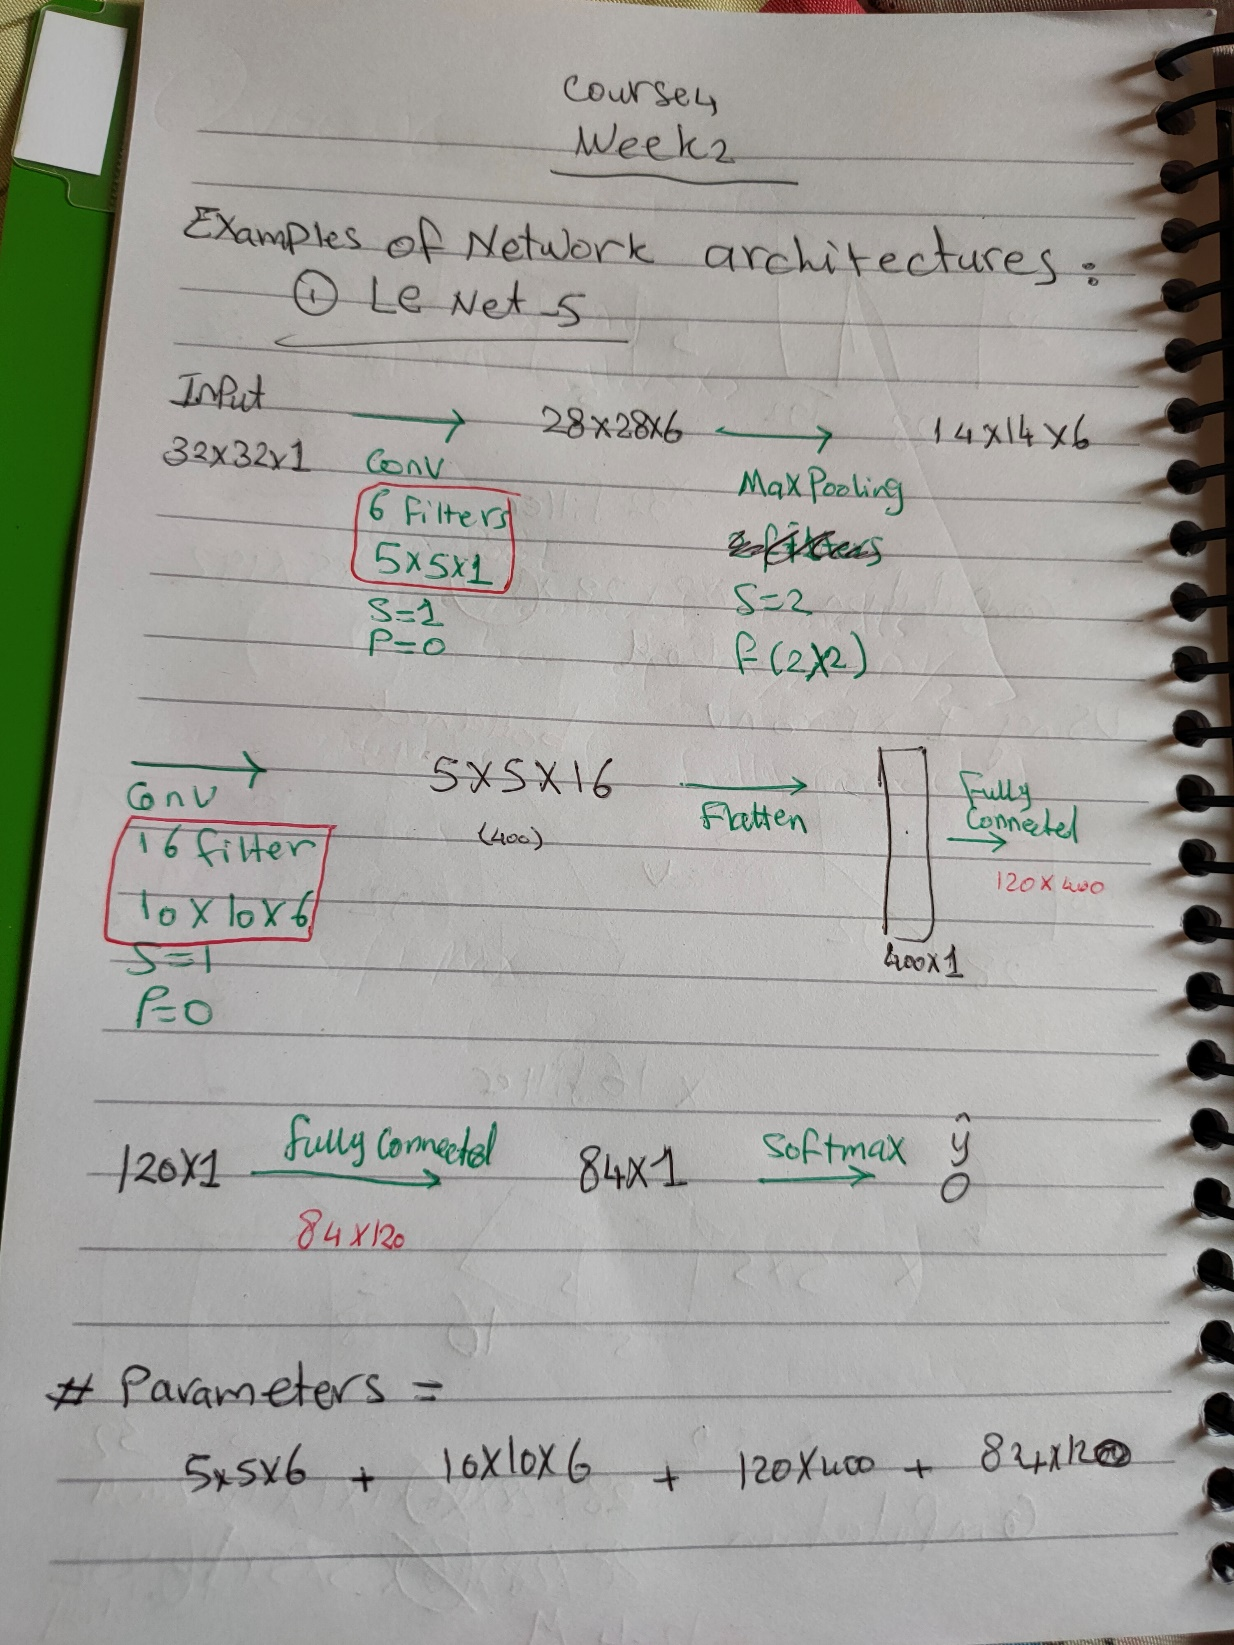 Course4
Week2
Examples of Network architectures:
① Le Net-5
Input
32x32x1
Conv
6 filters
5x5x1
S=1
P=0
28x28x6
Max Pooling
S=2
f(2x2)
14x14x6
Conv
16 filter
10x10x6
S=1
P=0
5x5x16
(400)
Flatten
400x1
Fully
Connected
120x400
120x1
fully connected
84x120
84x1
Softmax
ŷ
# Parameters =
5x5x6 + 10x10x6 + 120x400 + 84x120